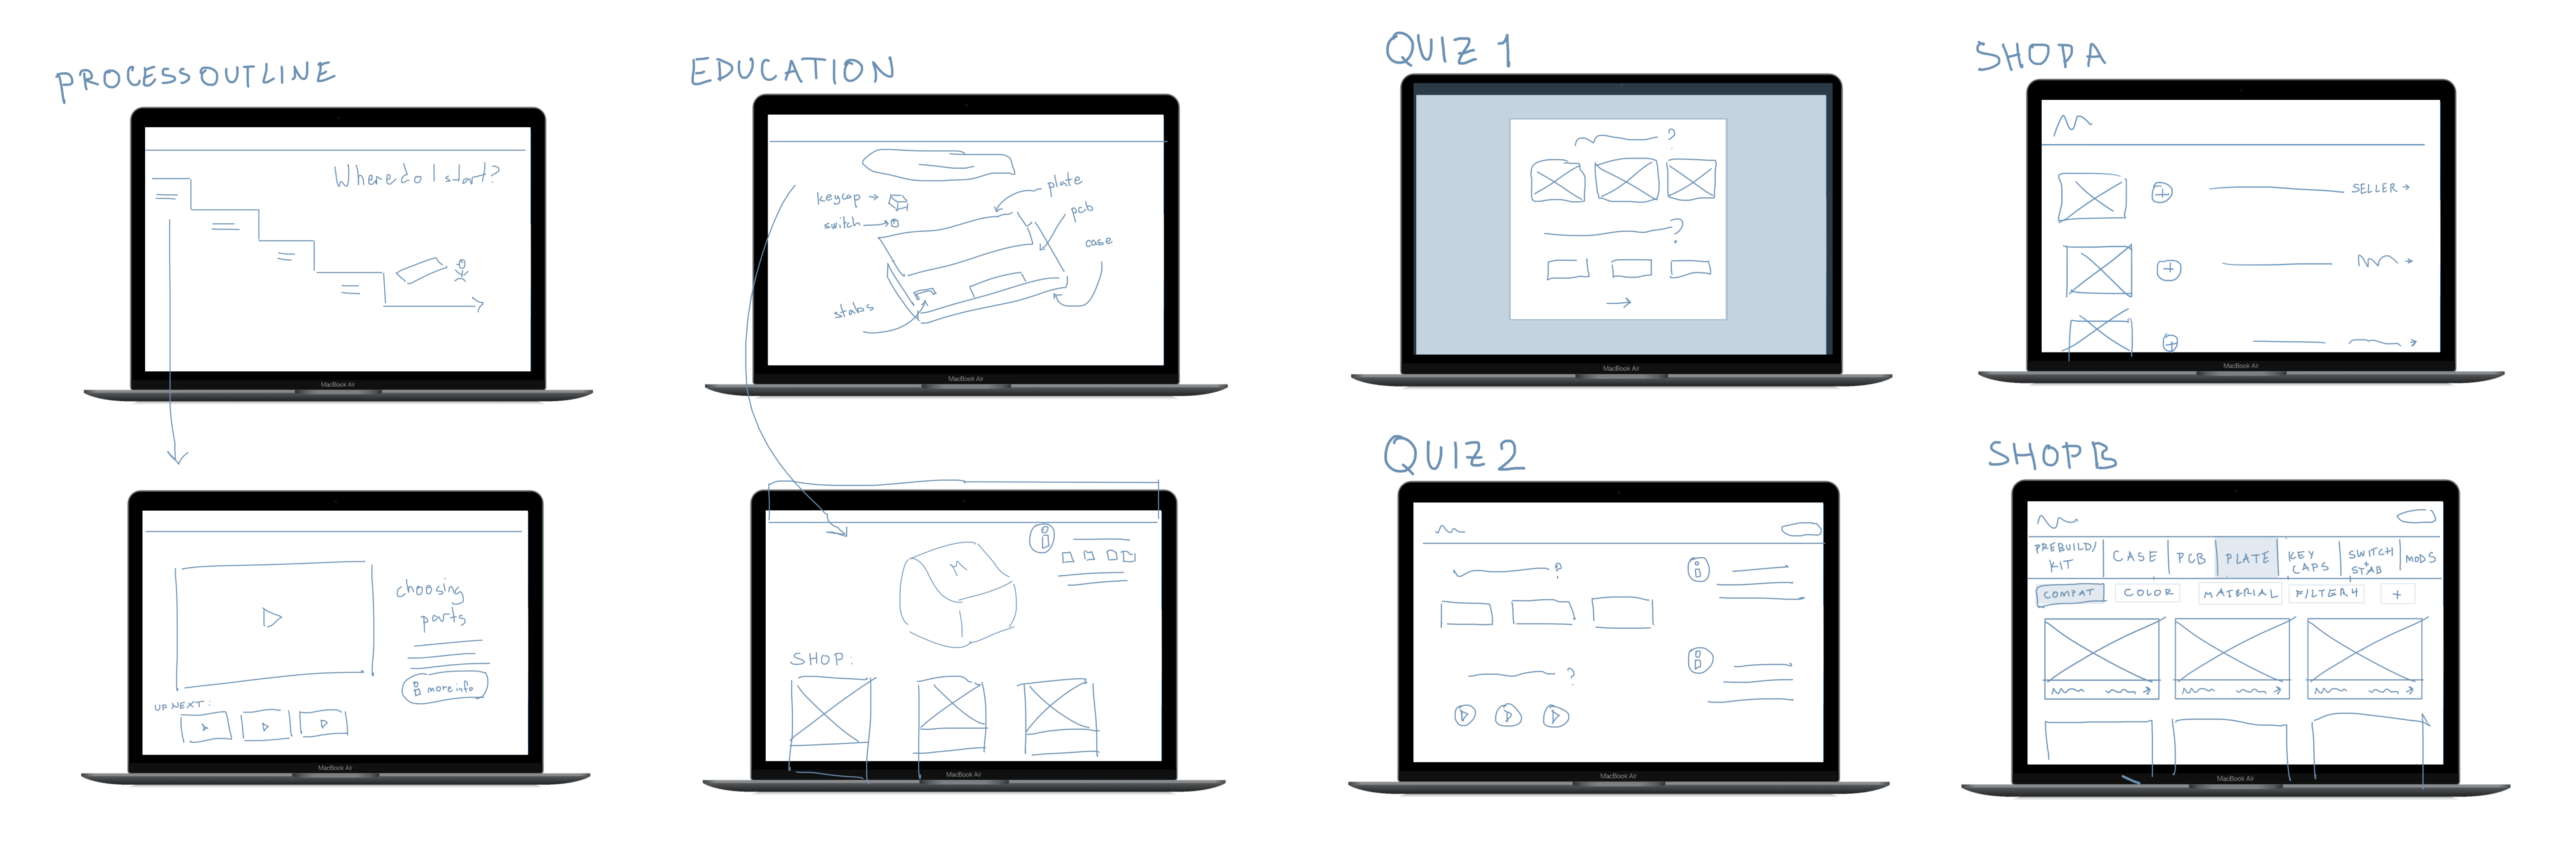 PROCESS OUTLINE
Where do I start?
MacBook Air
choosing
parts
i more info
UP NEXT:
MacBook Air
EDUCATION
keycap
switch
plate
pcb
case
stabs
MacBook Air
i
M
SHOP:
MacBook Air
QUIZ 1
?
?
MacBook Air
QUIZ 2
?
i
?
i
MacBook Air
SHOP A
SELLER
MacBook Air
SHOP B
PREBUILD/
KIT
CASE
PCB
PLATE
KEY
CAPS
SWITCH
+
STAB
MODS
COMPAT
COLOR
MATERIAL
FILTER 4
+
MacBook Air